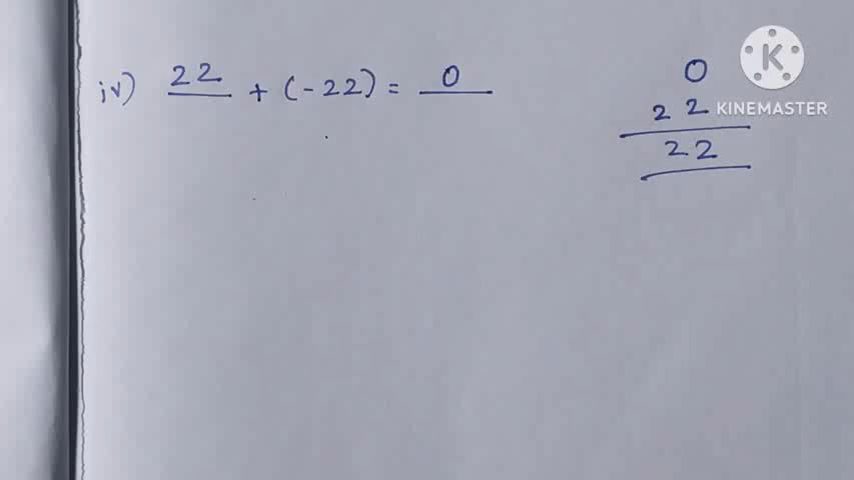 iv) 22 + (-22) = 0
0
22
22
KINEMASTER